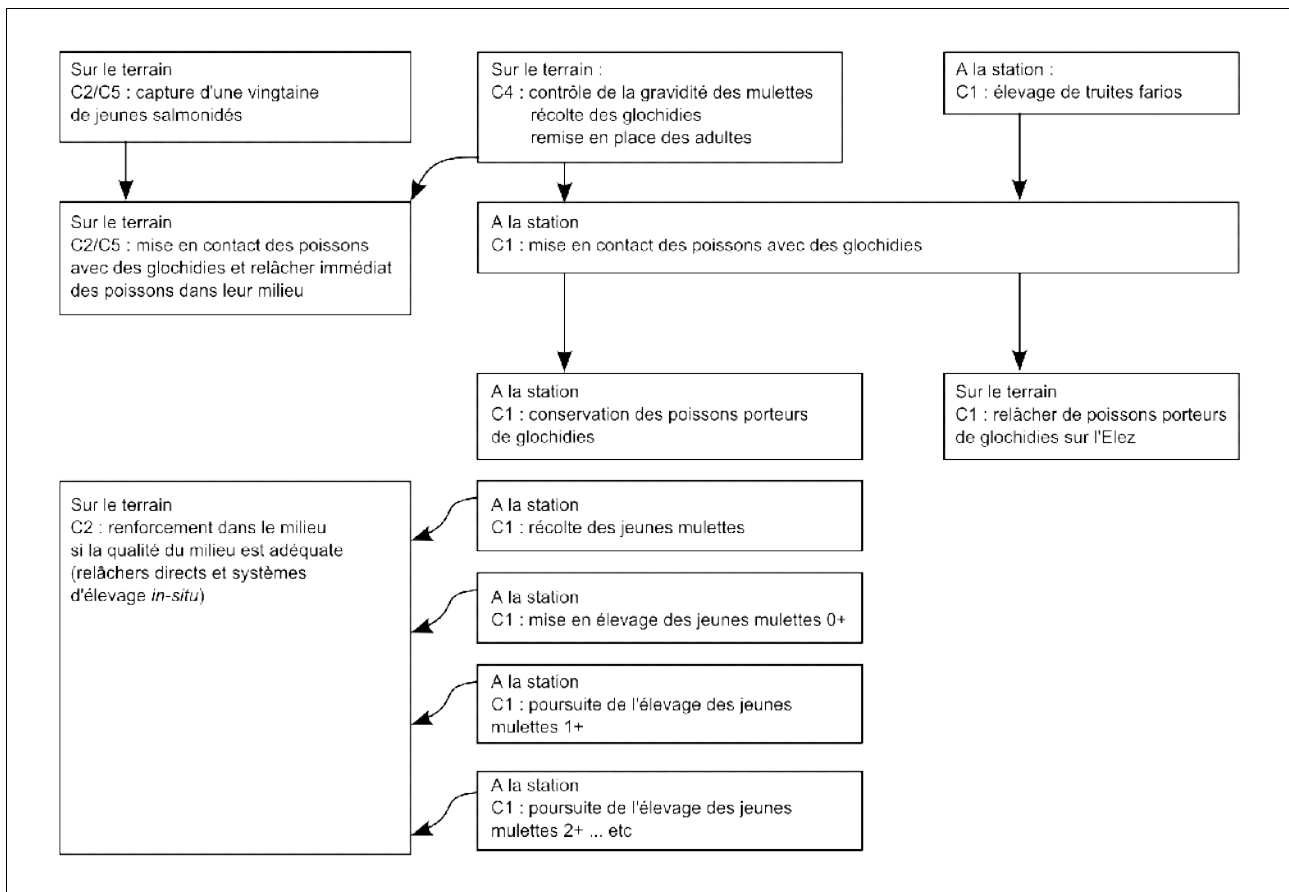 Sur le terrain
C2/C5 : capture d'une vingtaine
de jeunes salmonidés
Sur le terrain :
C4 : contrôle de la gravidité des mulettes
récolte des glochidies
remise en place des adultes
A la station :
C1 : élevage de truites farios
Sur le terrain
C2/C5 : mise en contact des poissons
avec des glochidies et relâcher immédiat
des poissons dans leur milieu
A la station
C1 : mise en contact des poissons avec des glochidies
A la station
C1 : conservation des poissons porteurs
de glochidies
Sur le terrain
C1 : relâcher de poissons porteurs
de glochidies sur l'Elez
Sur le terrain
C2 : renforcement dans le milieu
si la qualité du milieu est adéquate
(relâchers directs et systèmes
d'élevage in-situ)
A la station
C1 : récolte des jeunes mulettes
A la station
C1 : mise en élevage des jeunes mulettes 0+
A la station
C1 : poursuite de l'élevage des jeunes
mulettes 1+
A la station
C1 : poursuite de l'élevage des jeunes
mulettes 2+ ... etc